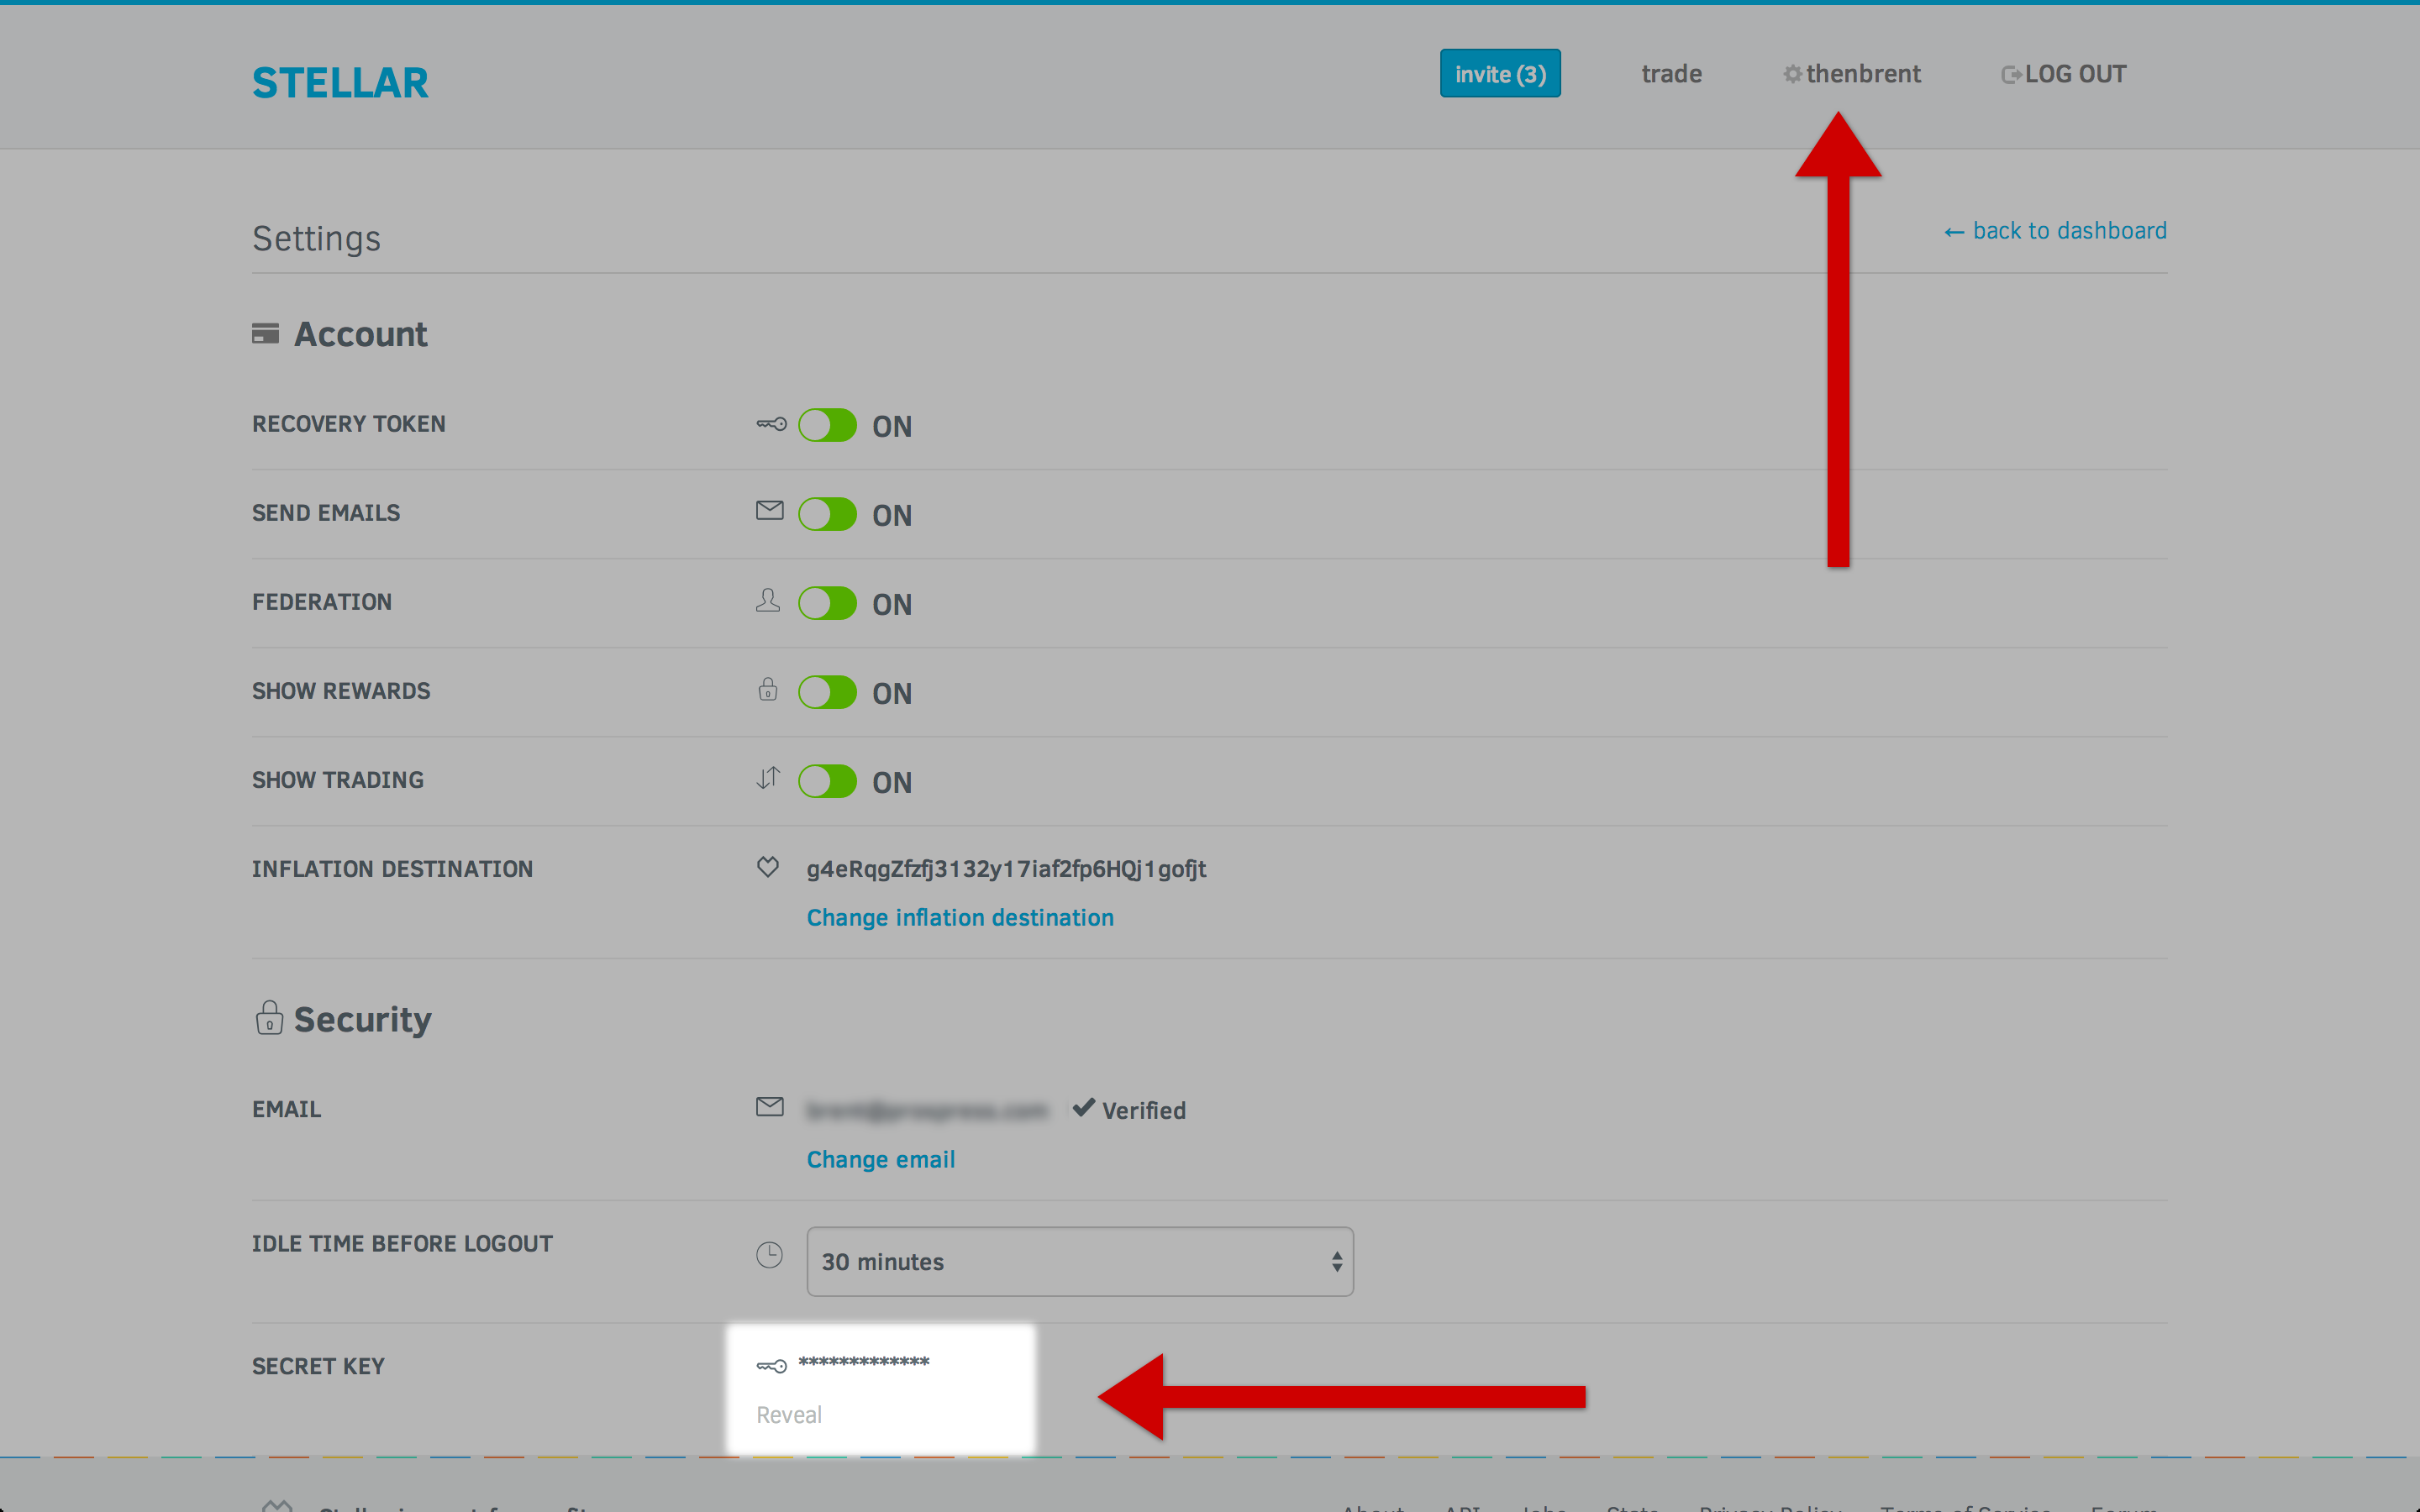 STELLAR
invite (3)
trade
thenbrent
LOG OUT
Settings
← back to dashboard
Account
RECOVERY TOKEN
ON
SEND EMAILS
ON
FEDERATION
ON
SHOW REWARDS
ON
SHOW TRADING
ON
INFLATION DESTINATION
g4eRqgZfzfj3132y17iaf2fp6HQj1gofjt
Change inflation destination
Security
EMAIL
Verified
Change email
IDLE TIME BEFORE LOGOUT
30 minutes
SECRET KEY
*************
Reveal